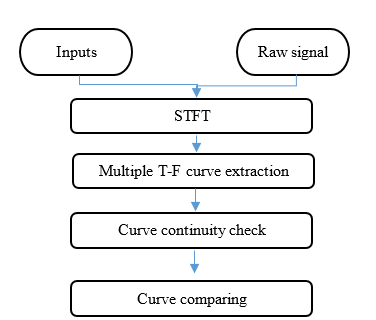 Inputs
Raw signal
STFT
Multiple T-F curve extraction
Curve continuity check
Curve comparing